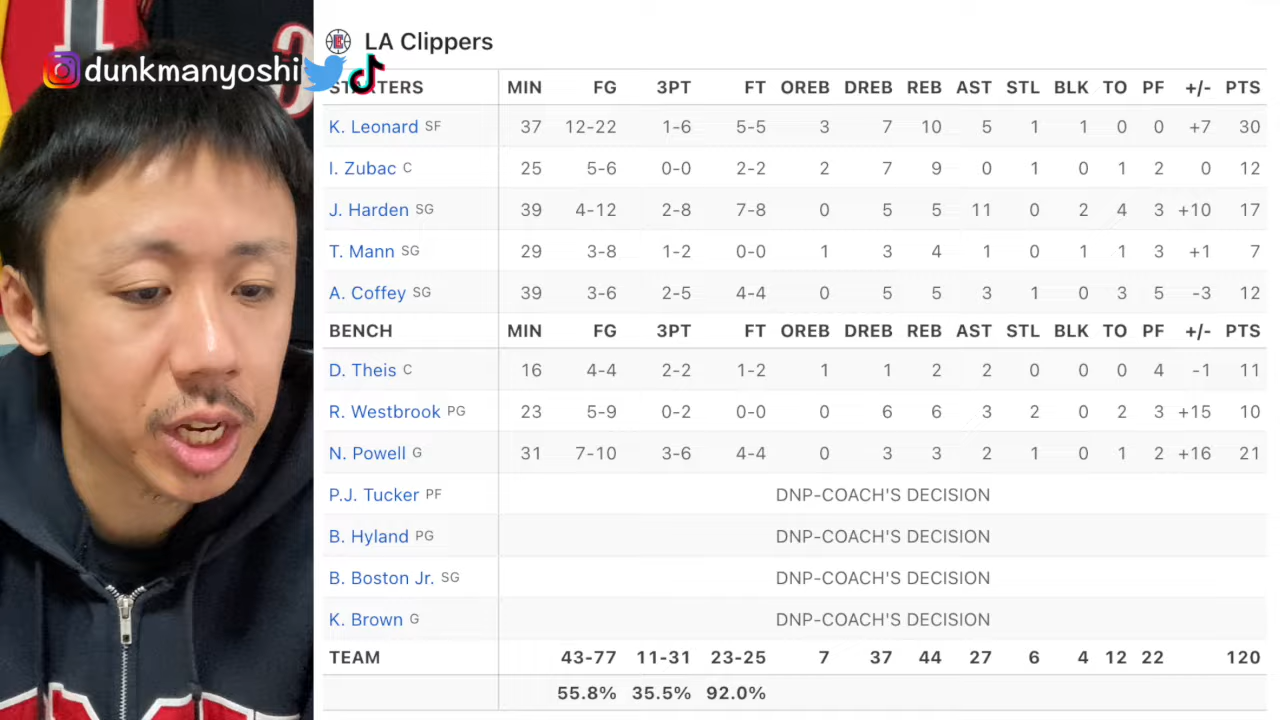 LA Clippers
dunkmanyoshi
STARTERS MIN FG 3PT FT OREB DREB REB AST STL BLK TO PF +/- PTS
K. Leonard SF 37 12-22 1-6 5-5 3 7 10 5 1 1 0 0 +7 30
I. Zubac C 25 5-6 0-0 2-2 2 7 9 0 1 0 1 2 0 12
J. Harden SG 39 4-12 2-8 7-8 0 5 5 11 0 2 4 3 +10 17
T. Mann SG 29 3-8 1-2 0-0 1 3 4 1 0 1 1 3 +1 7
A. Coffey SG 39 3-6 2-5 4-4 0 5 5 3 1 0 3 5 -3 12
BENCH MIN FG 3PT FT OREB DREB REB AST STL BLK TO PF +/- PTS
D. Theis C 16 4-4 2-2 1-2 1 1 2 2 0 0 0 4 -1 11
R. Westbrook PG 23 5-9 0-2 0-0 0 6 6 3 2 0 2 3 +15 10
N. Powell G 31 7-10 3-6 4-4 0 3 3 2 1 0 1 2 +16 21
P.J. Tucker PF DNP-COACH'S DECISION
B. Hyland PG DNP-COACH'S DECISION
B. Boston Jr. SG DNP-COACH'S DECISION
K. Brown G DNP-COACH'S DECISION
TEAM 43-77 11-31 23-25 7 37 44 27 6 4 12 22 120
55.8% 35.5% 92.0%